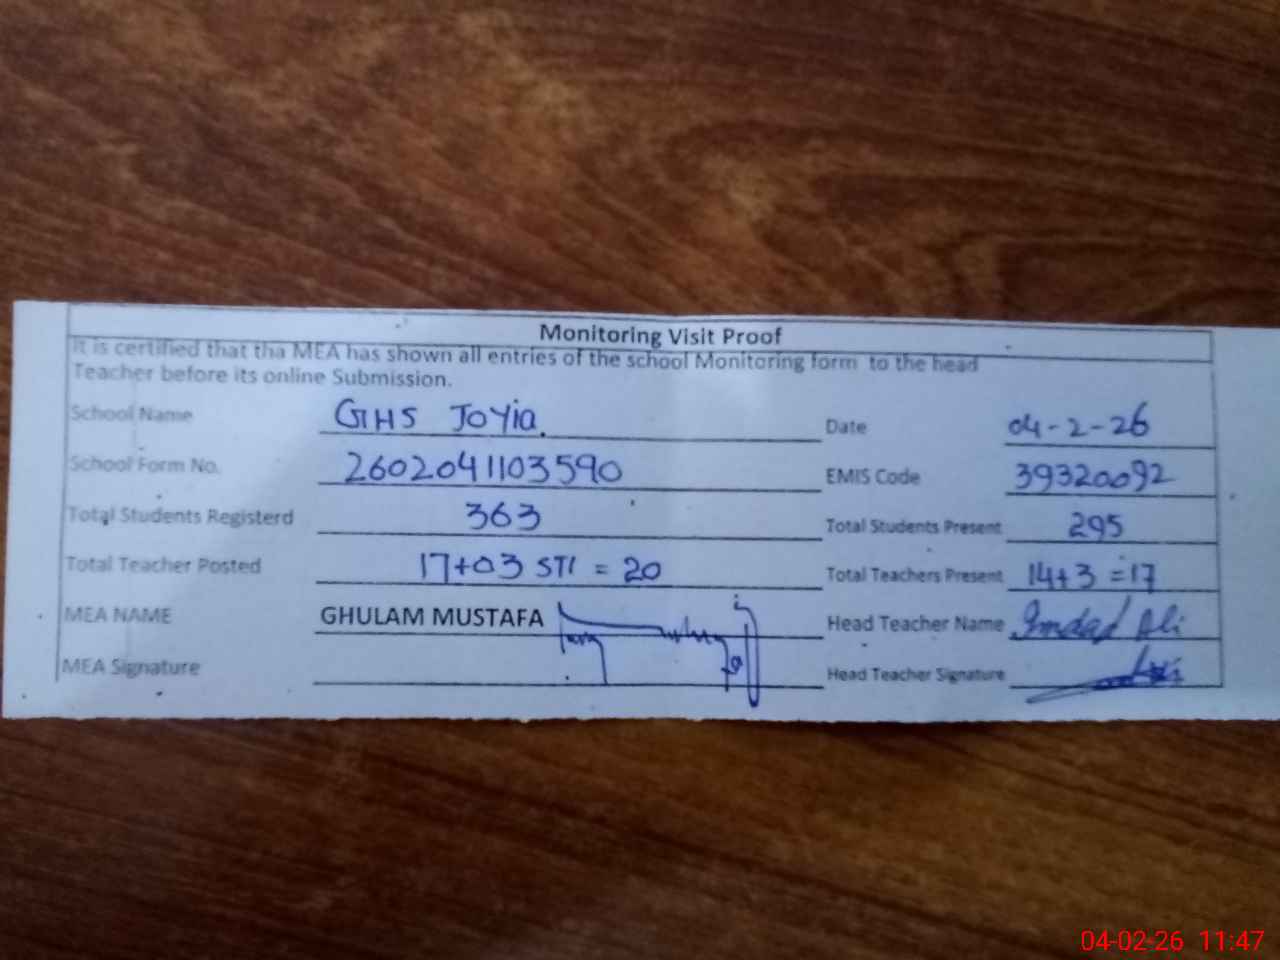 Monitoring Visit Proof
It is certified that tha MEA has shown all entries of the school Monitoring form to the head
Teacher before its online Submission.
School Name GHS Joyia. Date 04-2-26
School Form No. 2602041103590 EMIS Code 39320092
Total Students Registerd 363 Total Students Present 295
Total Teacher Posted 17+03 STI = 20 Total Teachers Present 14+3 =17
MEA NAME GHULAM MUSTAFA Head Teacher Name Imdad Ali
MEA Signature Head Teacher Signature
04-02-26 11:47